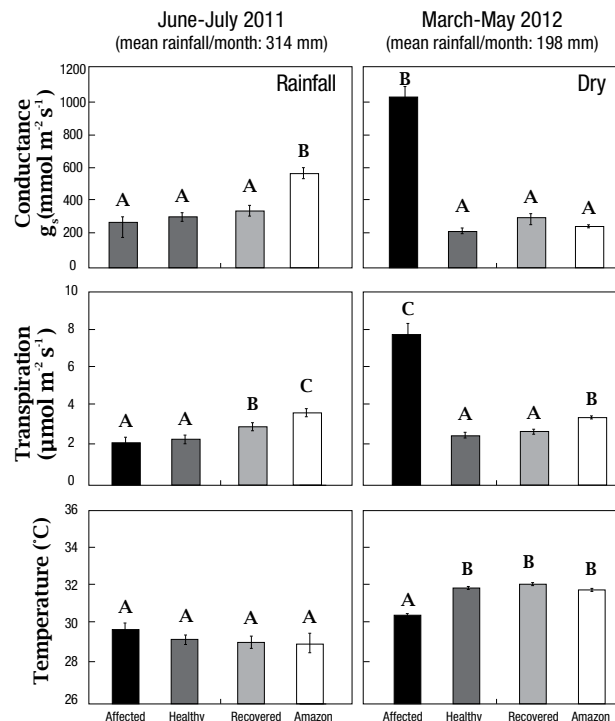 June-July 2011
(mean rainfall/month: 314 mm)
March-May 2012
(mean rainfall/month: 198 mm)
Conductance
gₛ(mmol m⁻² s⁻¹)
1200
1000
800
600
400
200
0
Rainfall
A
A
A
B
Dry
B
A
A
A
Transpiration
(µmol m⁻² s⁻¹)
10
8
6
4
2
0
A
A
B
C
C
A
A
B
Temperature (°C)
36
34
32
30
28
26
A
A
A
A
A
B
B
B
Affected Healthy Recovered Amazon
Affected Healthy Recovered Amazon